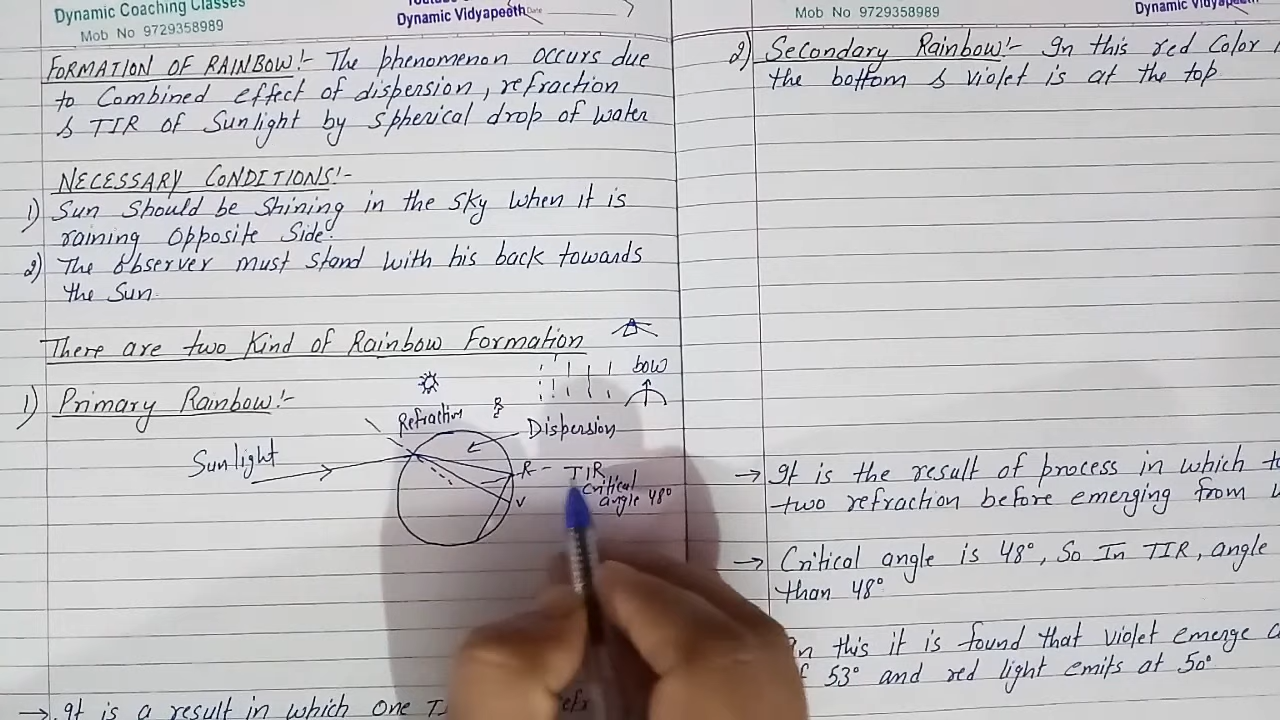 Dynamic Coaching Classes
Mob No 9729358989
Dynamic Vidyapeeth
Date
FORMATION OF RAINBOW:- The phenomenon occurs due
to Combined effect of dispersion, refraction
& TIR of Sunlight by Spherical drop of water
NECESSARY CONDITIONS:-
1) Sun should be shining in the sky when it is
raining opposite side.
2) The observer must stand with his back towards
the Sun.
There are two Kind of Rainbow Formation
1) Primary Rainbow:-
bow
Refraction &
Dispersion
Sunlight
R - TIR
Critical
angle 48°
V
→ It is a result in which one
Mob No 9729358989
Dynamic Vidyapeeth
2) Secondary Rainbow:- In this red Color
the bottom & violet is at the top
→ It is the result of process in which
two refraction before emerging from
→ Critical angle is 48°, So In TIR, angle
than 48°
In this it is found that violet emerge
53° and red light emits at 50°